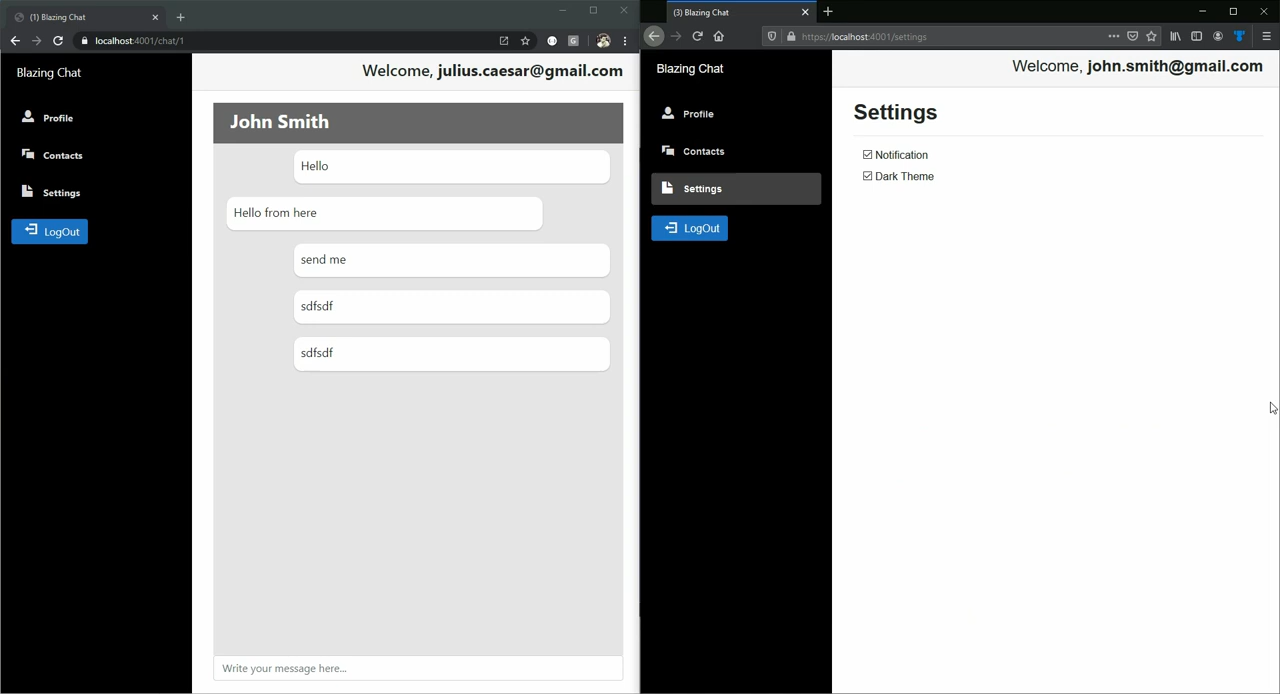 (1) Blazing Chat
localhost:4001/chat/1
Blazing Chat
Profile
Contacts
Settings
LogOut
Welcome, julius.caesar@gmail.com
John Smith
Hello
Hello from here
send me
sdfsdf
sdfsdf
Write your message here...
(3) Blazing Chat
https://localhost:4001/settings
Blazing Chat
Profile
Contacts
Settings
LogOut
Welcome, john.smith@gmail.com
Settings
Notification
Dark Theme